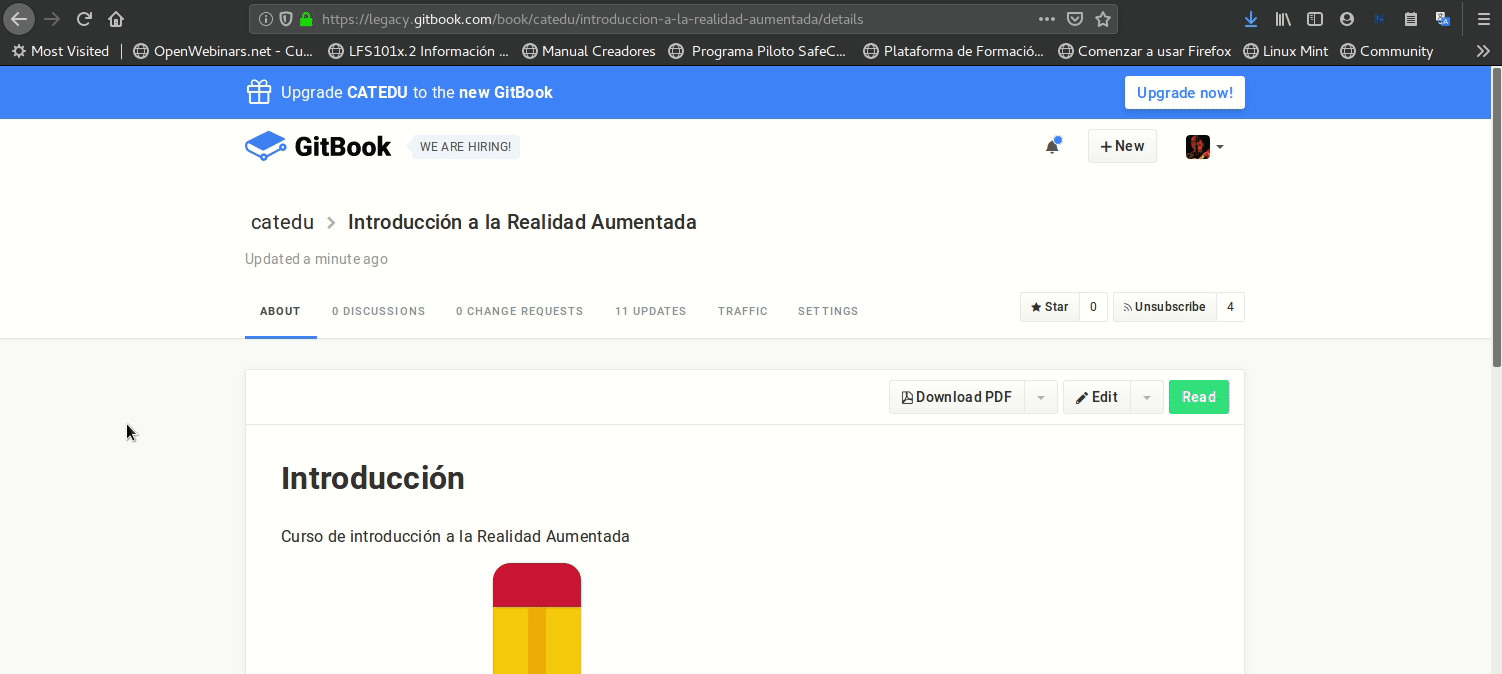 https://legacy.gitbook.com/book/catedu/introduccion-a-la-realidad-aumentada/details
Most Visited OpenWebinars.net - Cu... LFS101x.2 Información ... Manual Creadores Programa Piloto SafeC... Plataforma de Formació... Comenzar a usar Firefox Linux Mint Community
Upgrade CATEDU to the new GitBook Upgrade now!
GitBook WE ARE HIRING! +New
catedu > Introducción a la Realidad Aumentada
Updated a minute ago
ABOUT 0 DISCUSSIONS 0 CHANGE REQUESTS 11 UPDATES TRAFFIC SETTINGS Star 0 Unsubscribe 4
Download PDF Edit Read
Introducción
Curso de introducción a la Realidad Aumentada